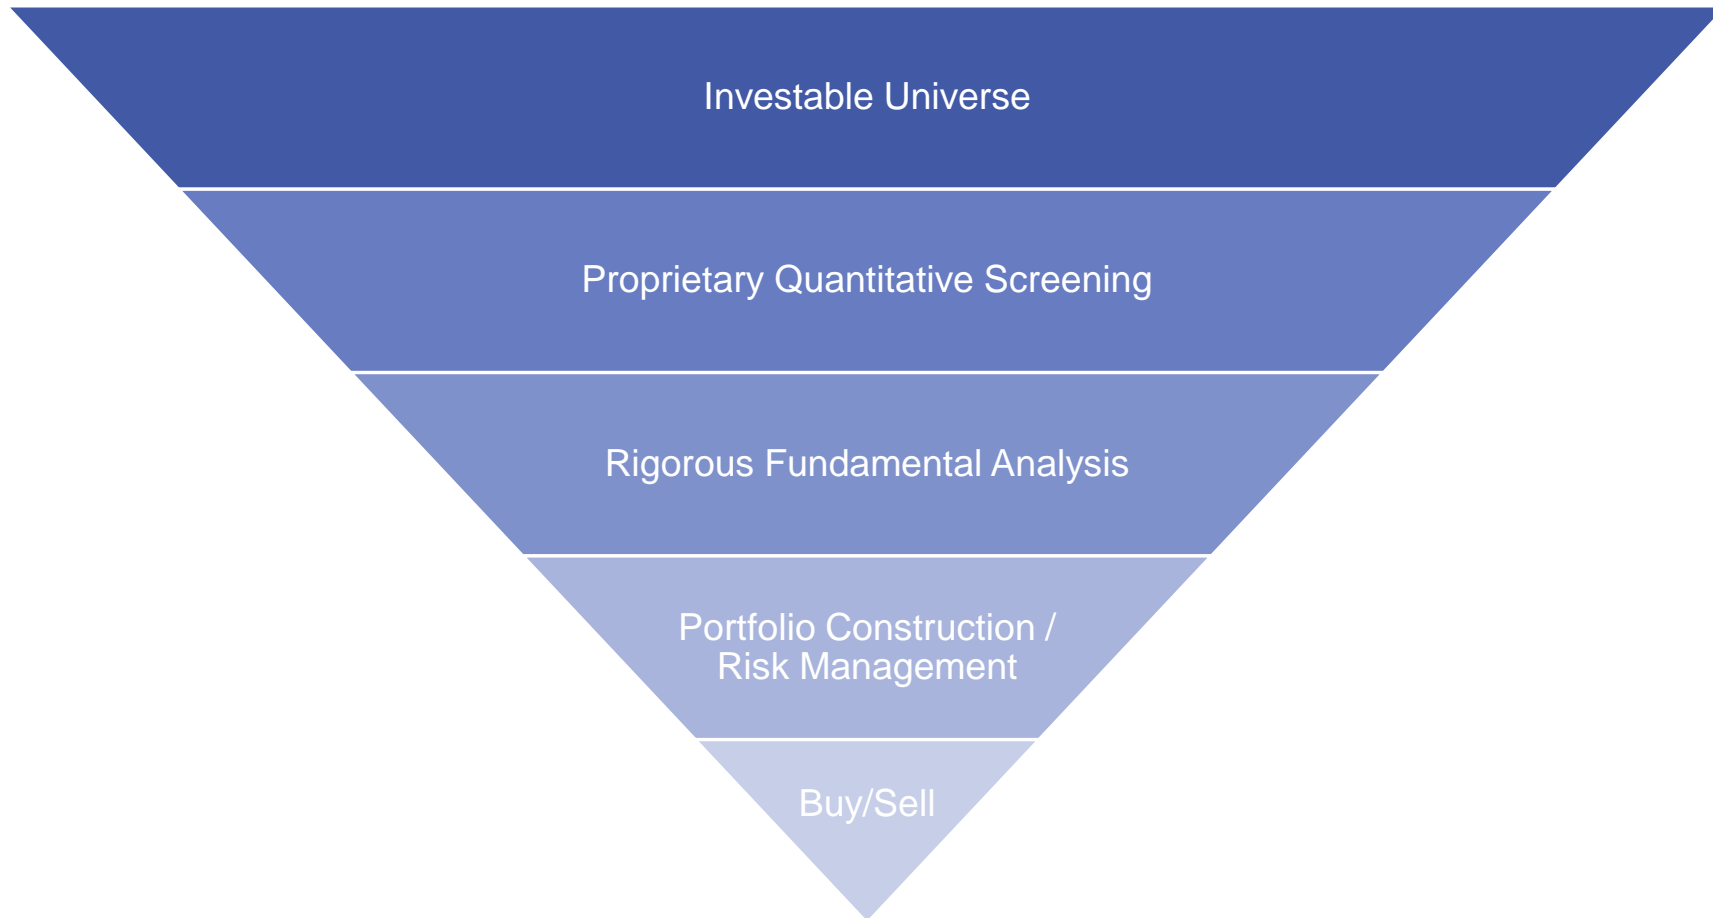 Investable Universe
Proprietary Quantitative Screening
Rigorous Fundamental Analysis
Portfolio Construction /
Risk Management
Buy/Sell